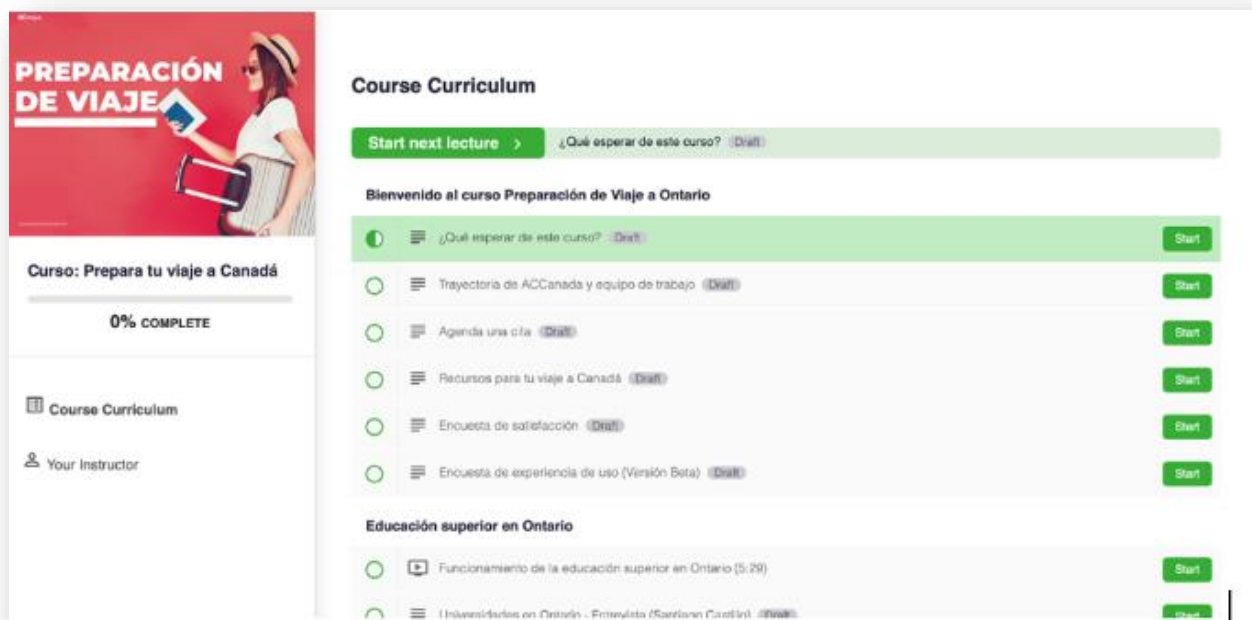 PREPARACIÓN
DE VIAJE
Curso: Prepara tu viaje a Canadá
0% COMPLETE
Course Curriculum
Your Instructor
Course Curriculum
Start next lecture > ¿Qué esperar de este curso? Draft
Bienvenido al curso Preparación de Viaje a Ontario
¿Qué esperar de este curso? Draft Start
Trayectoria de ACCanada y equipo de trabajo Draft Start
Agenda una cita Draft Start
Recursos para tu viaje a Canadá Draft Start
Encuesta de satisfacción Draft Start
Encuesta de experiencia de uso (Versión Beta) Draft Start
Educación superior en Ontario
Funcionamiento de la educación superior en Ontario (5:29) Start
Universidades en Ontario - Entrevista (Santiago Castillo) Draft Start